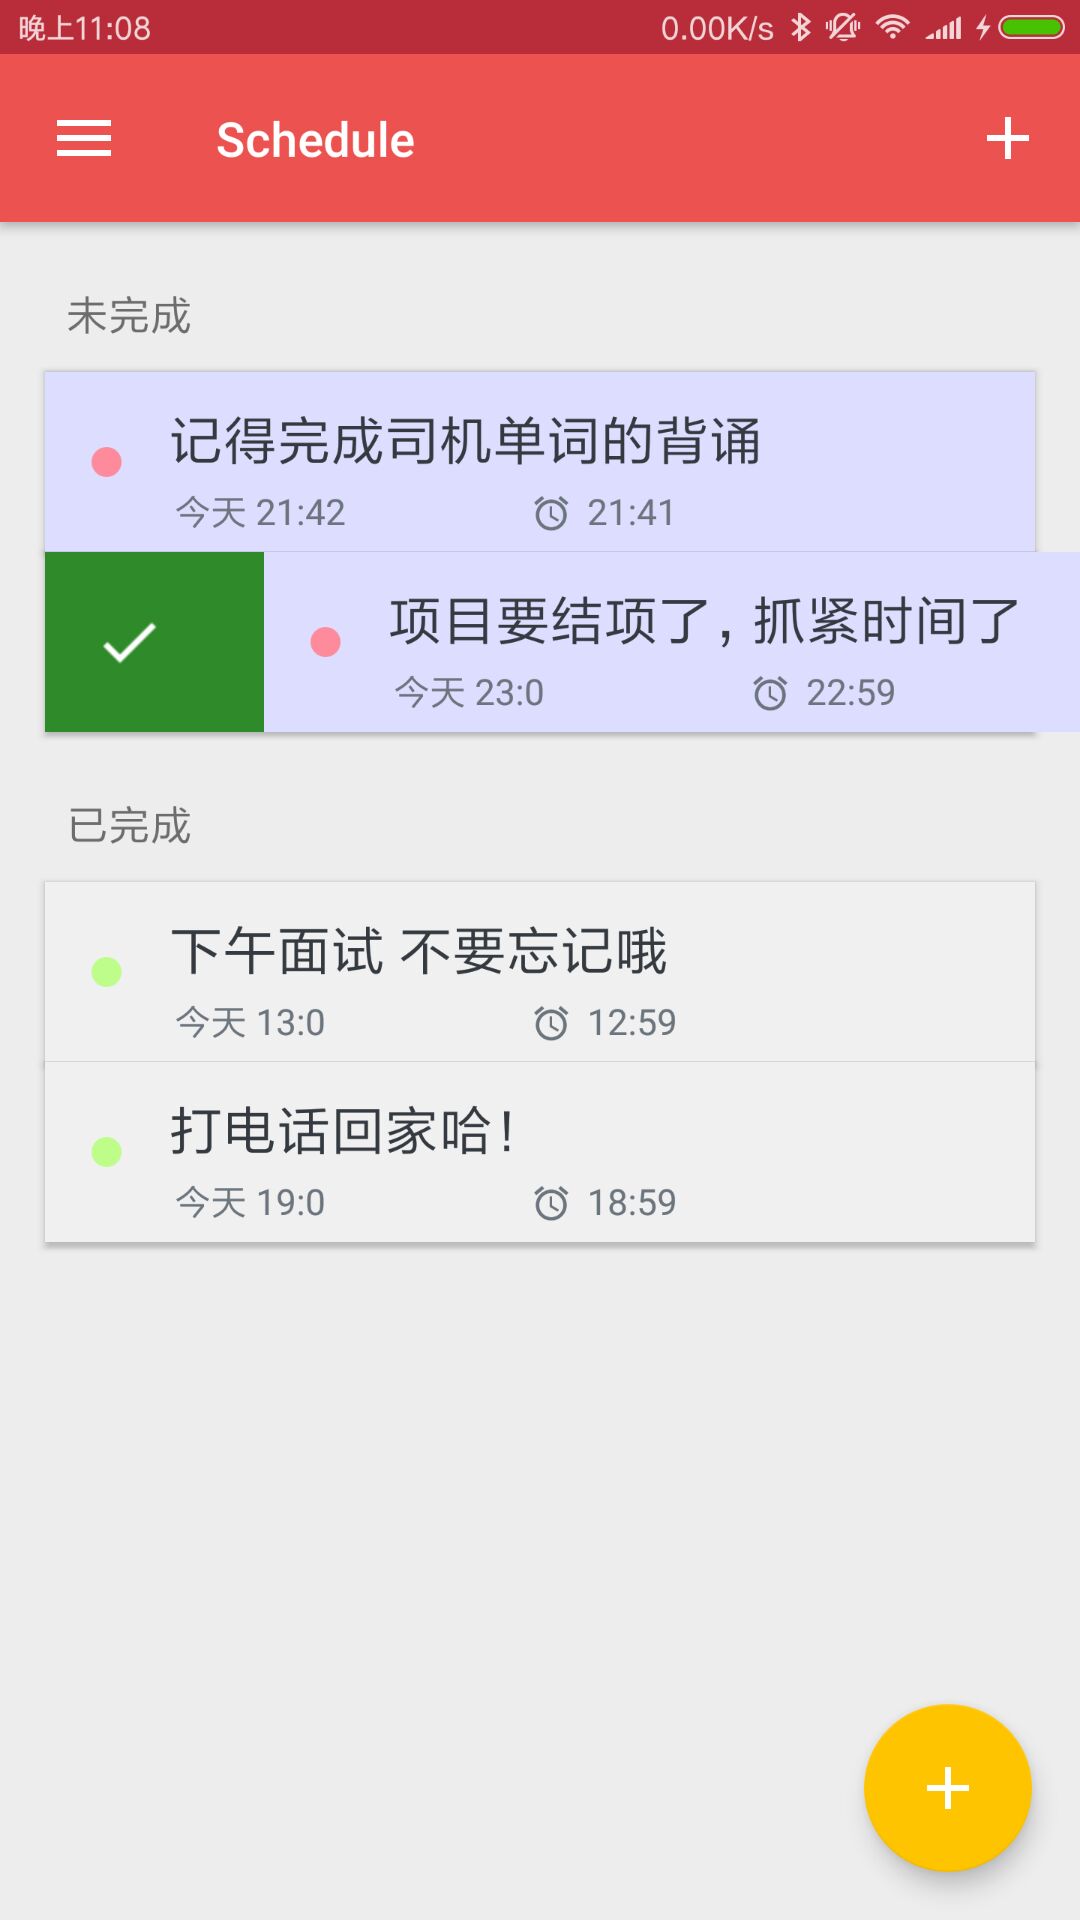 晚上11:08 0.00K/s
Schedule
未完成
记得完成司机单词的背诵
今天 21:42 21:41
项目要结项了, 抓紧时间了
今天 23:0 22:59
已完成
下午面试 不要忘记哦
今天 13:0 12:59
打电话回家哈!
今天 19:0 18:59